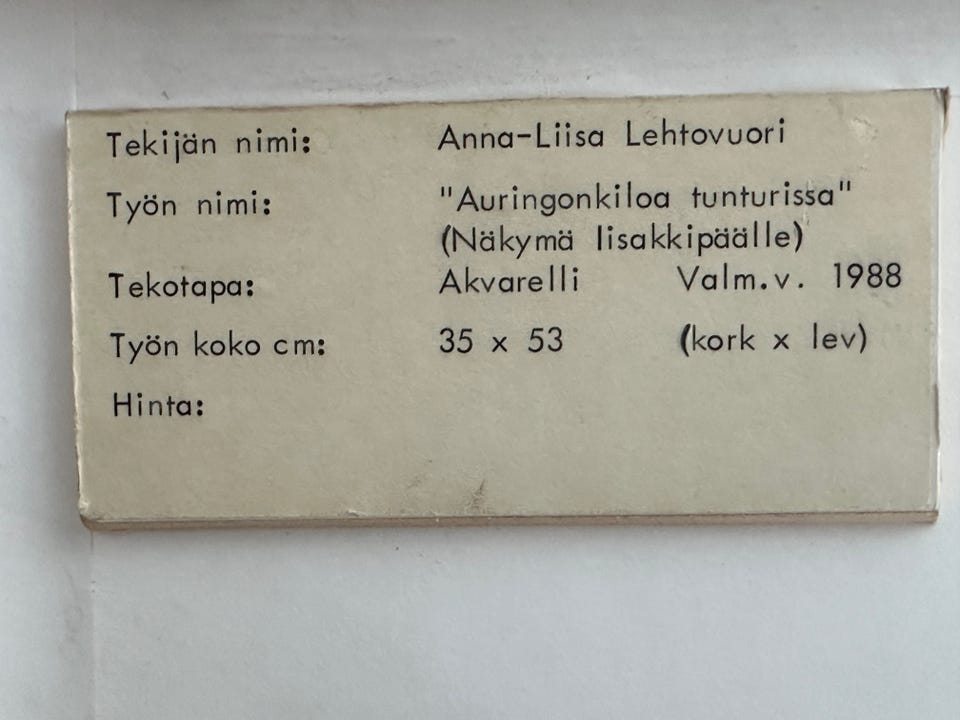 Tekijän nimi: Anna-Liisa Lehtovuori
Työn nimi: "Auringonkiloa tunturissa"
(Näkymä Iisakkipäälle)
Tekotapa: Akvarelli Valm.v. 1988
Työn koko cm: 35 x 53 (kork x lev)
Hinta: